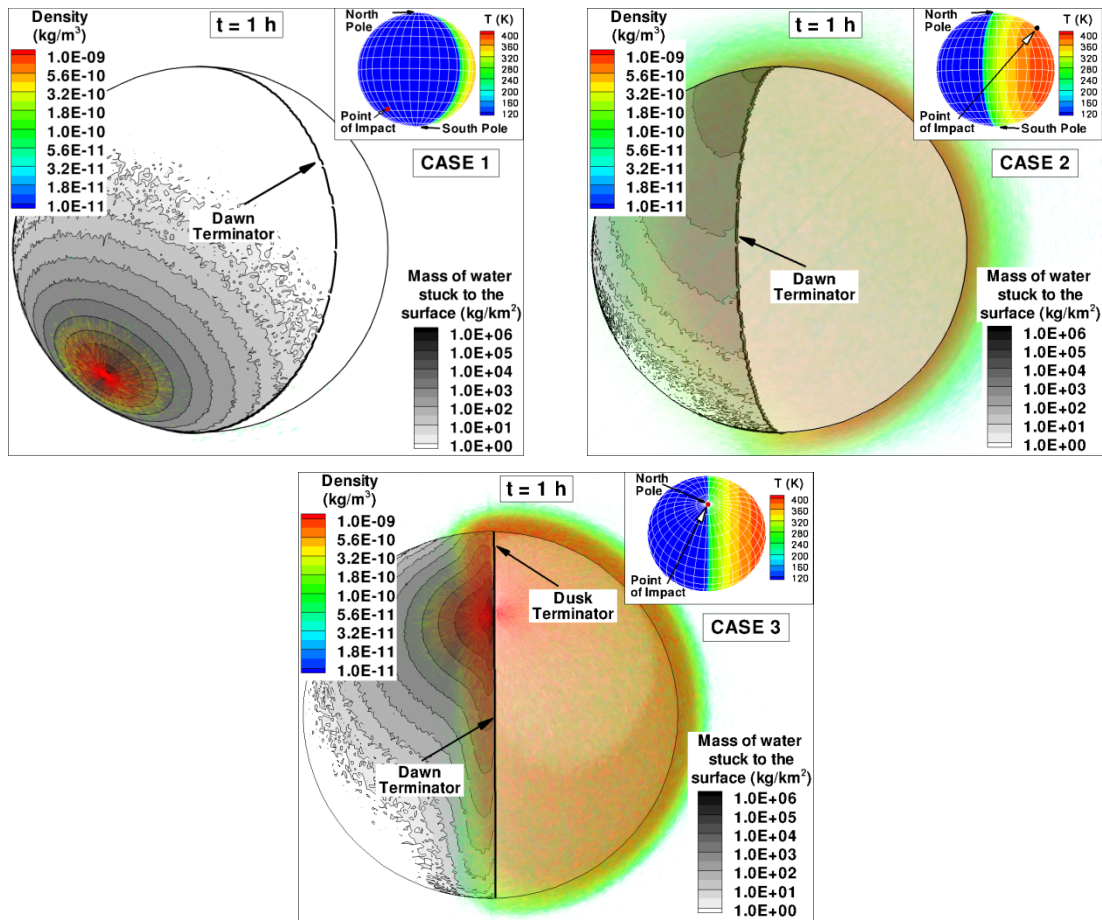 Density
(kg/m³)
1.0E-09
5.6E-10
3.2E-10
1.8E-10
1.0E-10
5.6E-11
3.2E-11
1.8E-11
1.0E-11
t = 1 h
North
Pole
T (K)
400
360
320
280
240
200
160
120
Point
of Impact
South Pole
CASE 1
Dawn
Terminator
Mass of water
stuck to the
surface (kg/km²)
1.0E+06
1.0E+05
1.0E+04
1.0E+03
1.0E+02
1.0E+01
1.0E+00
Density
(kg/m³)
1.0E-09
5.6E-10
3.2E-10
1.8E-10
1.0E-10
5.6E-11
3.2E-11
1.8E-11
1.0E-11
t = 1 h
North
Pole
T (K)
400
360
320
280
240
200
160
120
Point
of Impact
South Pole
CASE 2
Dawn
Terminator
Mass of water
stuck to the
surface (kg/km²)
1.0E+06
1.0E+05
1.0E+04
1.0E+03
1.0E+02
1.0E+01
1.0E+00
Density
(kg/m³)
1.0E-09
5.6E-10
3.2E-10
1.8E-10
1.0E-10
5.6E-11
3.2E-11
1.8E-11
1.0E-11
t = 1 h
North
Pole
T (K)
400
360
320
280
240
200
160
120
Point
of Impact
Dusk
Terminator
CASE 3
Dawn
Terminator
Mass of water
stuck to the
surface (kg/km²)
1.0E+06
1.0E+05
1.0E+04
1.0E+03
1.0E+02
1.0E+01
1.0E+00